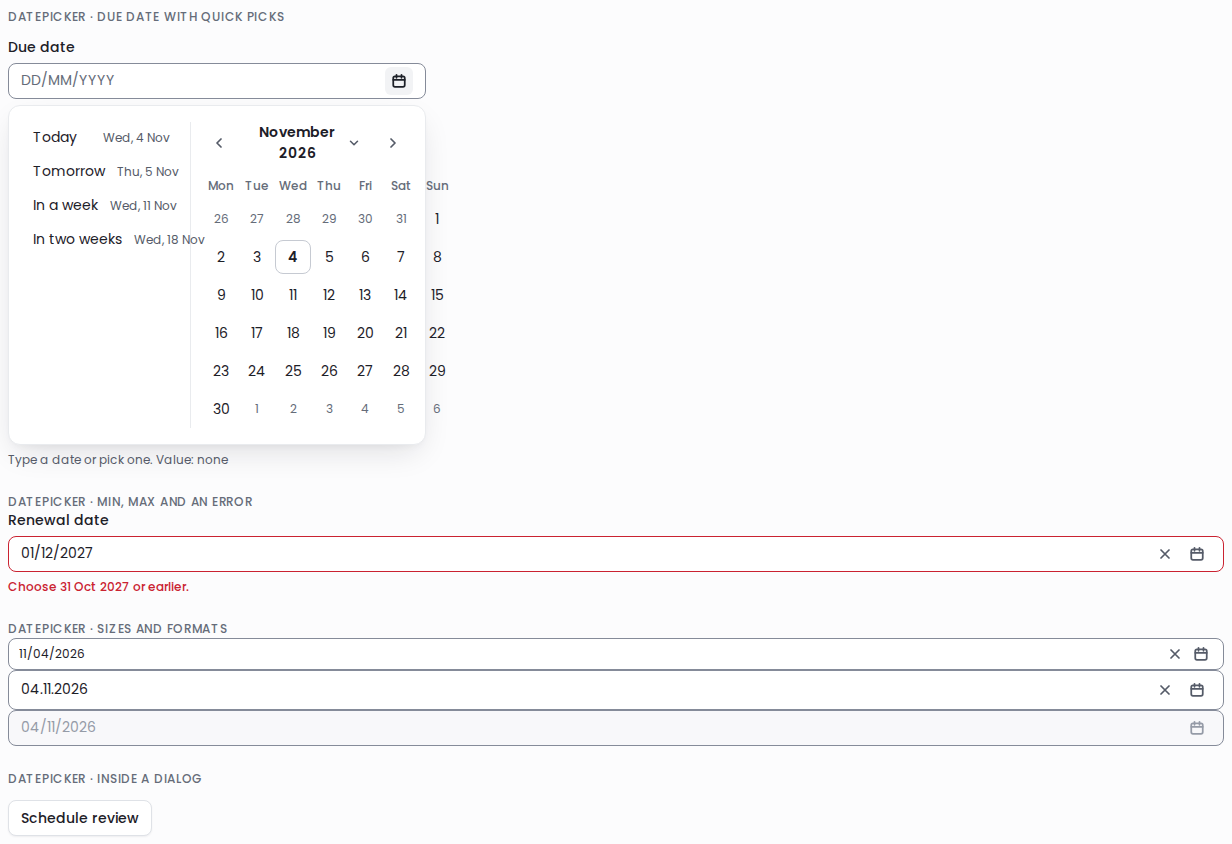 DATEPICKER · DUE DATE WITH QUICK PICKS
Due date
DD/MM/YYYY
Today Wed, 4 Nov
Tomorrow Thu, 5 Nov
In a week Wed, 11 Nov
In two weeks Wed, 18 Nov
November
2026
Mon Tue Wed Thu Fri Sat Sun
26 27 28 29 30 31 1
2 3 4 5 6 7 8
9 10 11 12 13 14 15
16 17 18 19 20 21 22
23 24 25 26 27 28 29
30 1 2 3 4 5 6
Type a date or pick one. Value: none
DATEPICKER · MIN, MAX AND AN ERROR
Renewal date
01/12/2027
Choose 31 Oct 2027 or earlier.
DATEPICKER · SIZES AND FORMATS
11/04/2026
04.11.2026
04/11/2026
DATEPICKER · INSIDE A DIALOG
Schedule review